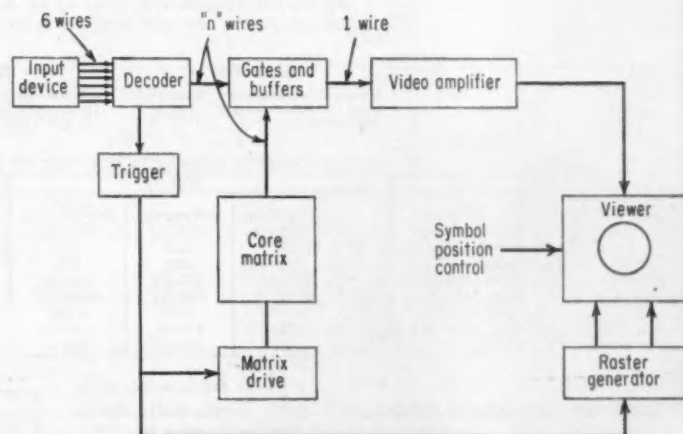 6 wires
"n" wires
1 wire
Input
device
Decoder
Gates and
buffers
Video amplifier
Trigger
Core
matrix
Symbol
position
control
Viewer
Matrix
drive
Raster
generator